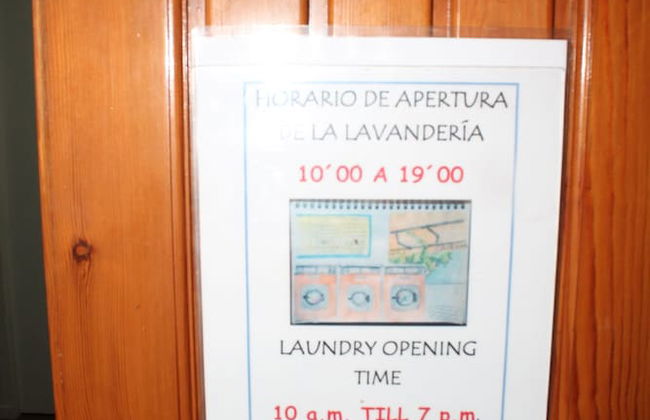 HORARIO DE APERTURA
DE LA LAVANDERÍA
10´00 A 19´00
LAUNDRY OPENING
TIME
10 a.m. TILL 7 p.m.